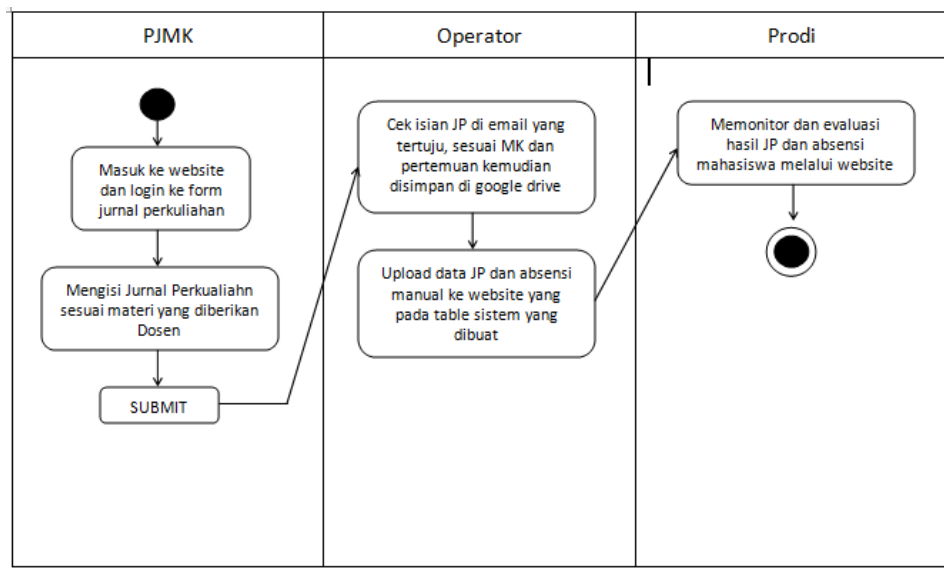 PJMK
Operator
Prodi
Masuk ke website
dan login ke form
jurnal perkuliahan
Mengisi Jurnal Perkualiahn
sesuai materi yang diberikan
Dosen
SUBMIT
Cek isian JP di email yang
tertuju, sesuai MK dan
pertemuan kemudian
disimpan di google drive
Upload data JP dan absensi
manual ke website yang
pada table sistem yang
dibuat
Memonitor dan evaluasi
hasil JP dan absensi
mahasiswa melalui website